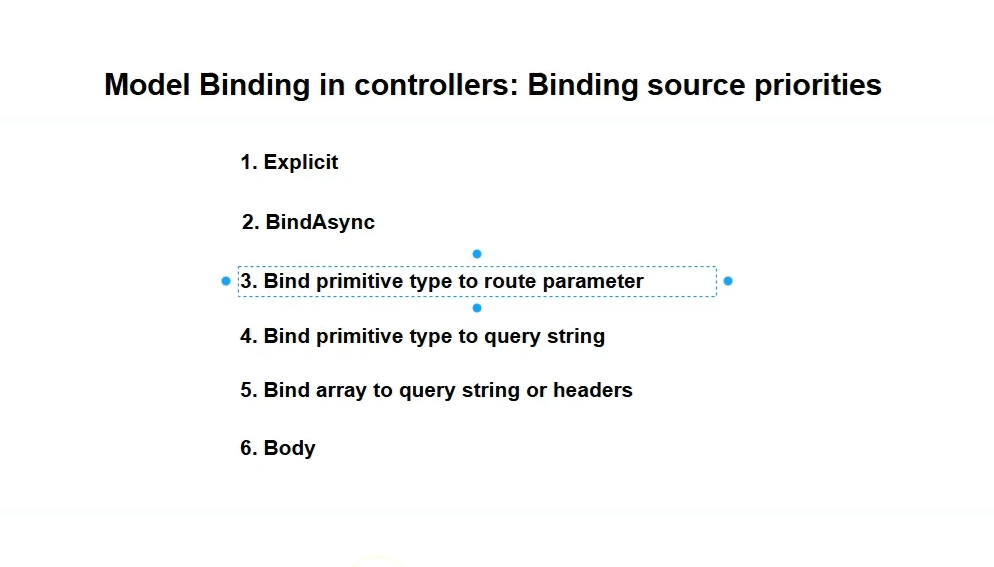 Model Binding in controllers: Binding source priorities
1. Explicit
2. BindAsync
3. Bind primitive type to route parameter
4. Bind primitive type to query string
5. Bind array to query string or headers
6. Body